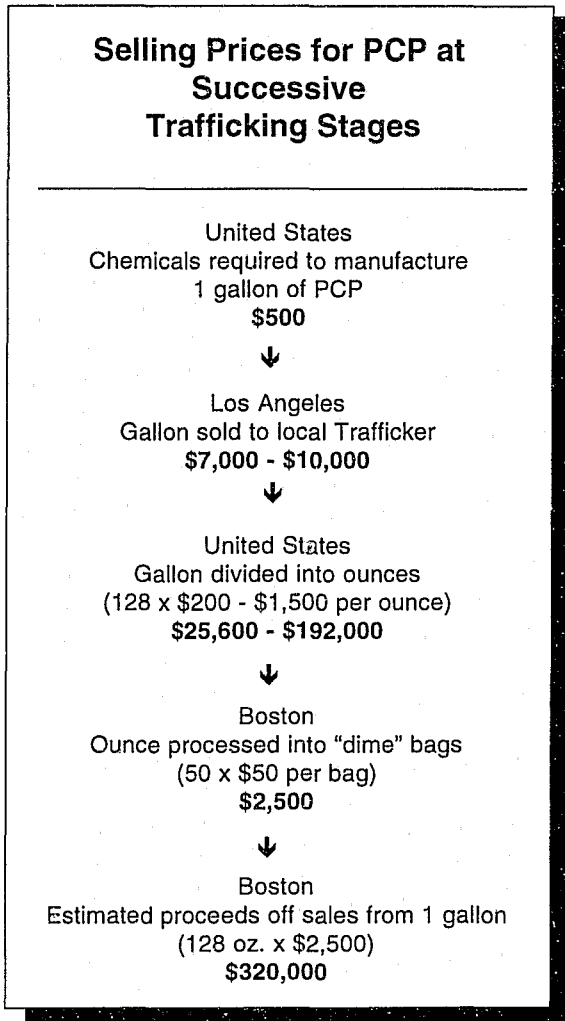 Selling Prices for PCP at
Successive
Trafficking Stages
United States
Chemicals required to manufacture
1 gallon of PCP
$500
Los Angeles
Gallon sold to local Trafficker
$7,000 - $10,000
United States
Gallon divided into ounces
(128 x $200 - $1,500 per ounce)
$25,600 - $192,000
Boston
Ounce processed into “dime” bags
(50 x $50 per bag)
$2,500
Boston
Estimated proceeds off sales from 1 gallon
(128 oz. x $2,500)
$320,000